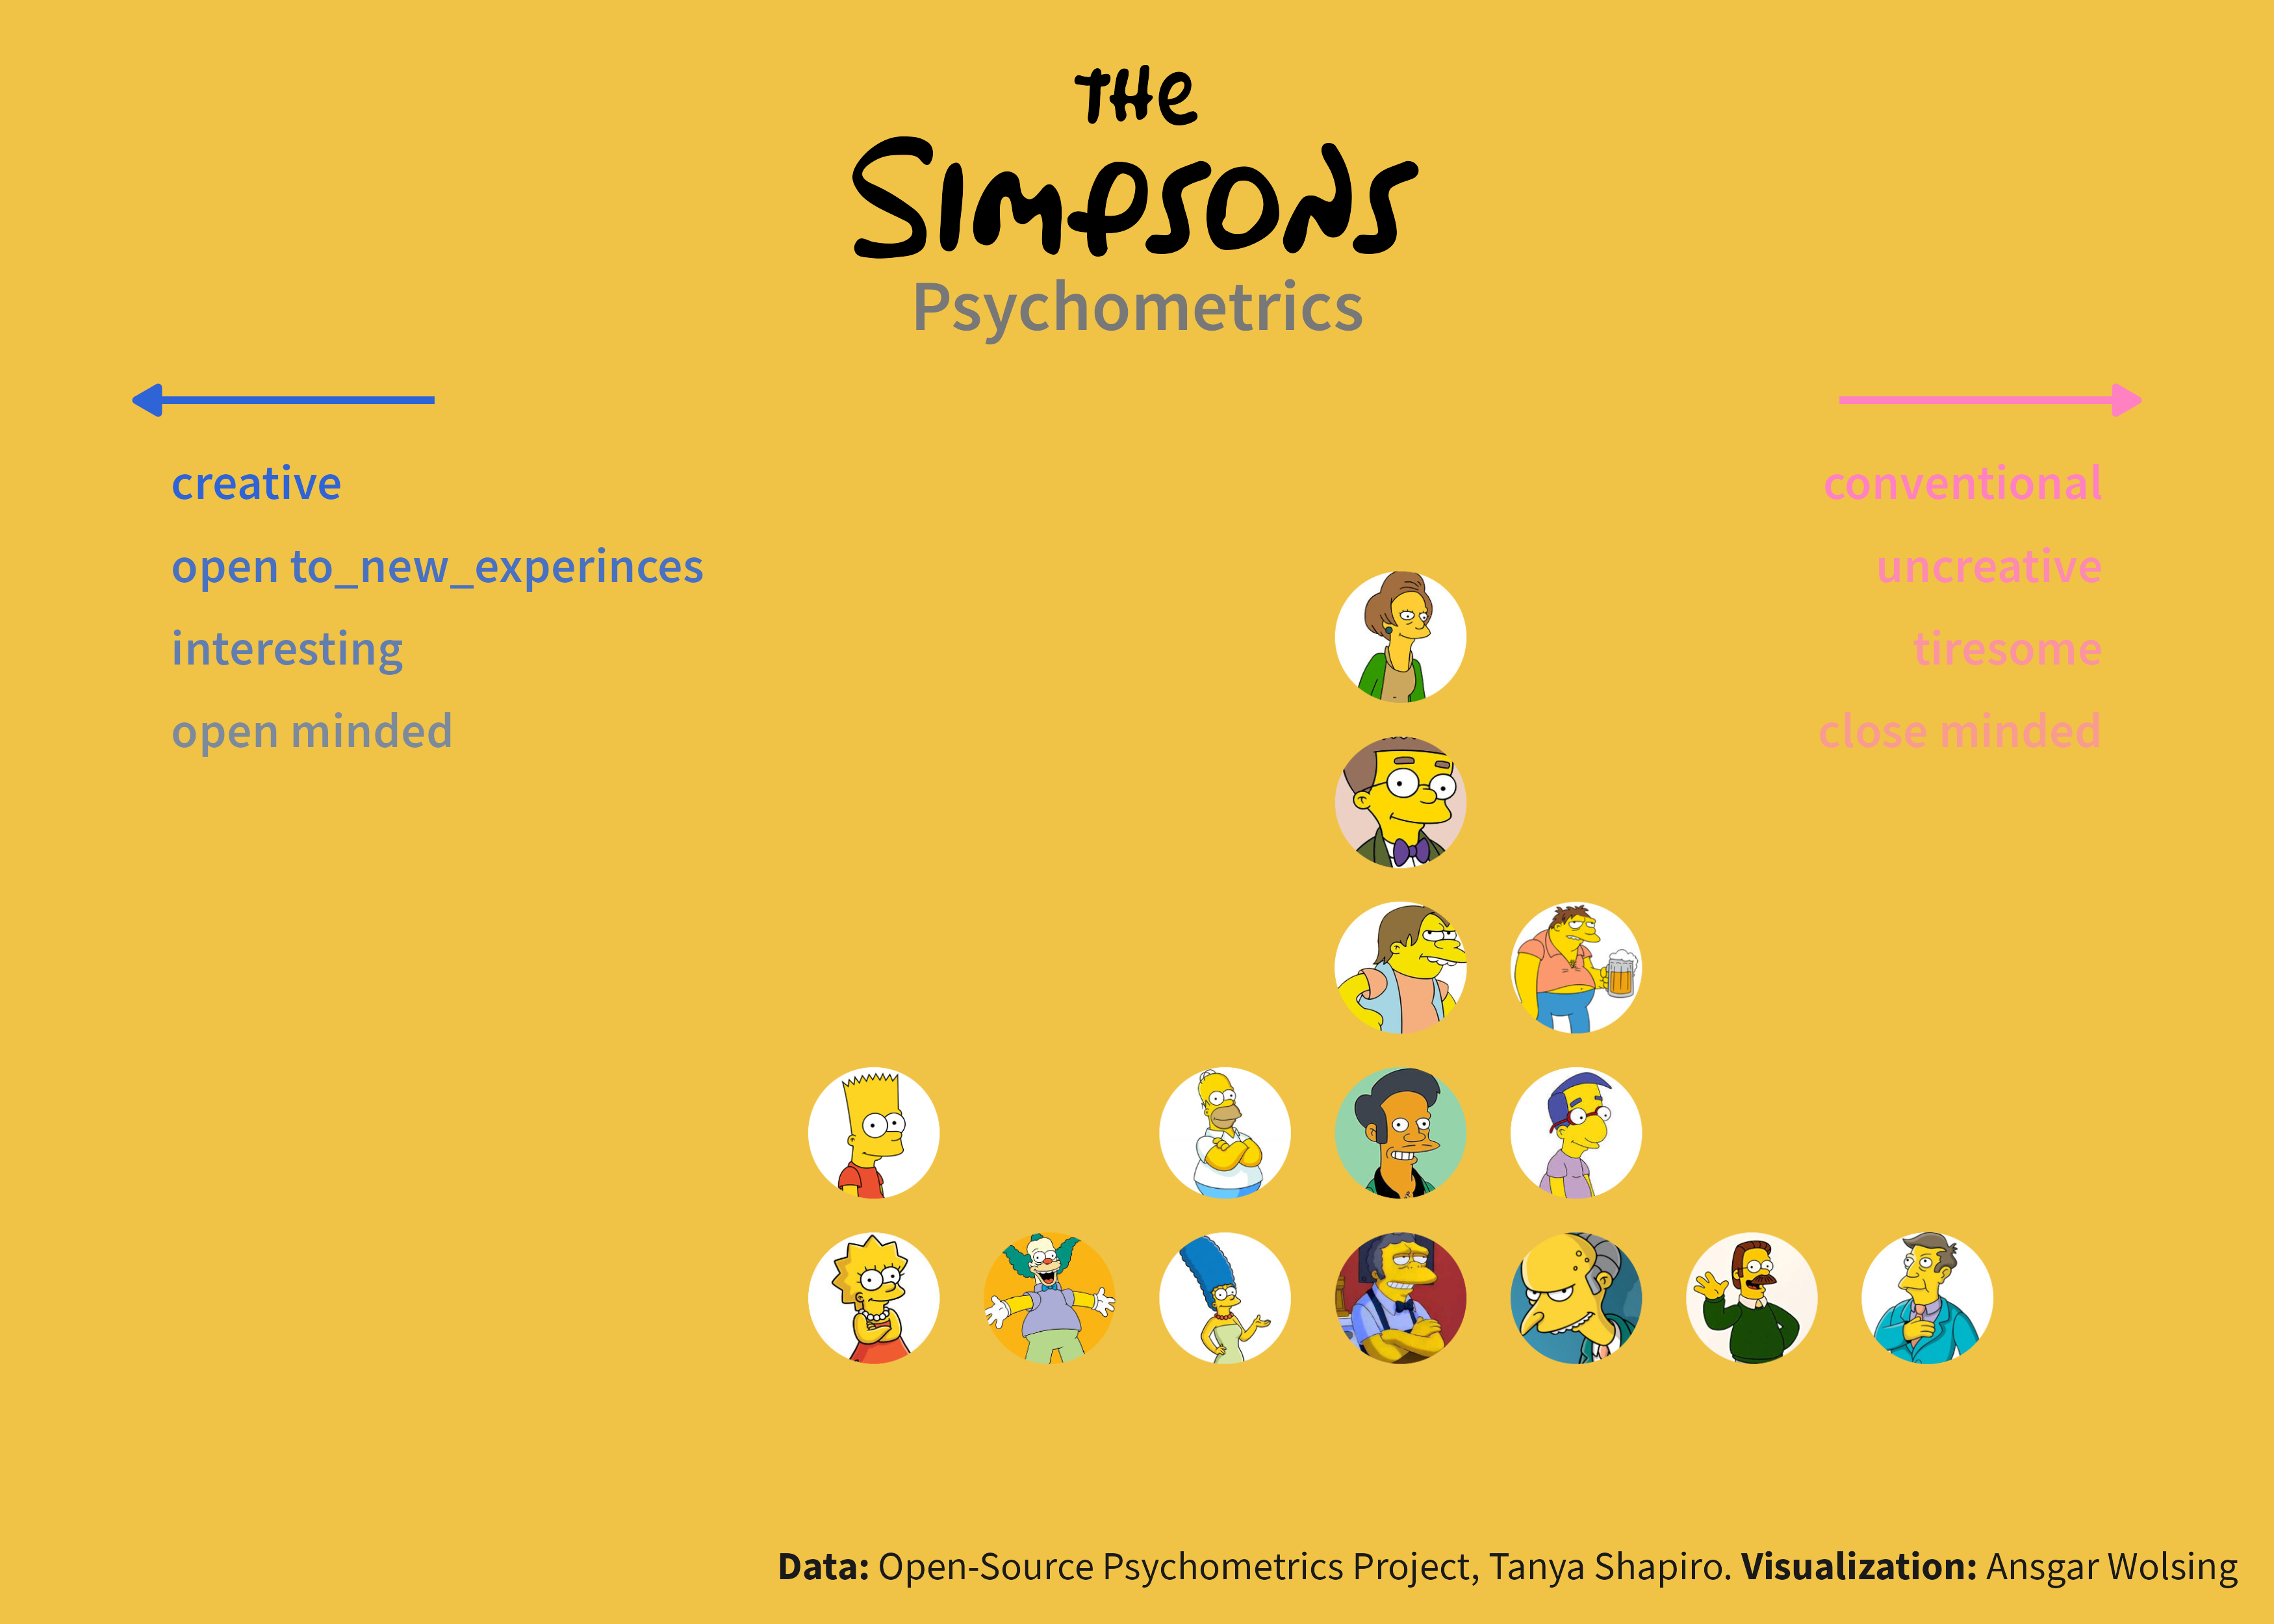 THe
SIMPSONS
Psychometrics
creative
open to_new_experinces
interesting
open minded
conventional
uncreative
tiresome
close minded
Data: Open-Source Psychometrics Project, Tanya Shapiro. Visualization: Ansgar Wolsing